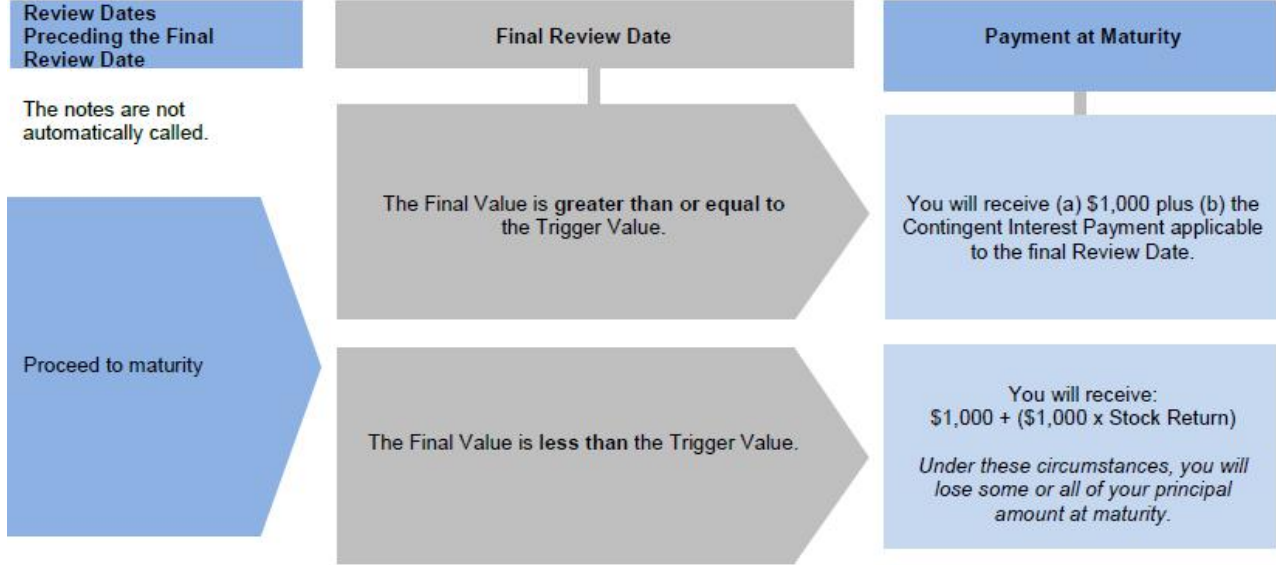 Review Dates
Preceding the Final
Review Date
Final Review Date
Payment at Maturity
The notes are not
automatically called.
Proceed to maturity
The Final Value is greater than or equal to
the Trigger Value.
You will receive (a) $1,000 plus (b) the
Contingent Interest Payment applicable
to the final Review Date.
The Final Value is less than the Trigger Value.
You will receive:
$1,000 + ($1,000 x Stock Return)
Under these circumstances, you will
lose some or all of your principal
amount at maturity.